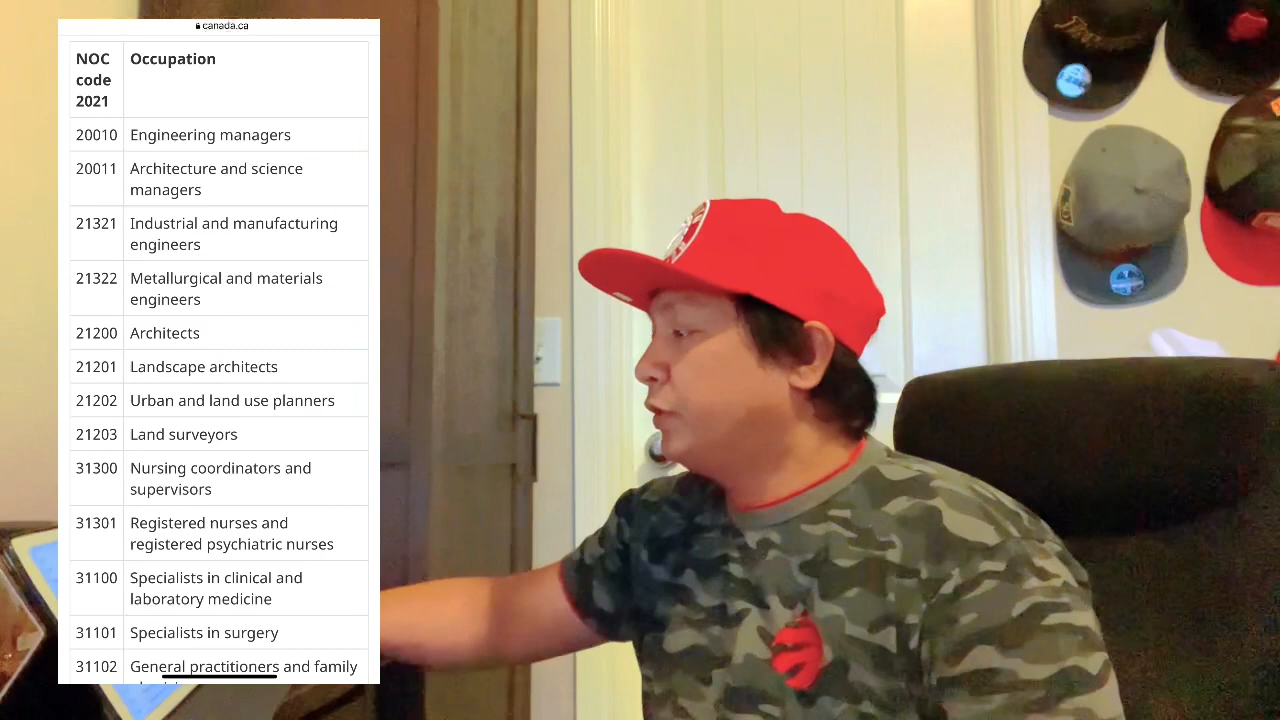 canada.ca
NOC
code
2021
Occupation
20010 Engineering managers
20011 Architecture and science
managers
21321 Industrial and manufacturing
engineers
21322 Metallurgical and materials
engineers
21200 Architects
21201 Landscape architects
21202 Urban and land use planners
21203 Land surveyors
31300 Nursing coordinators and
supervisors
31301 Registered nurses and
registered psychiatric nurses
31100 Specialists in clinical and
laboratory medicine
31101 Specialists in surgery
31102 General practitioners and family